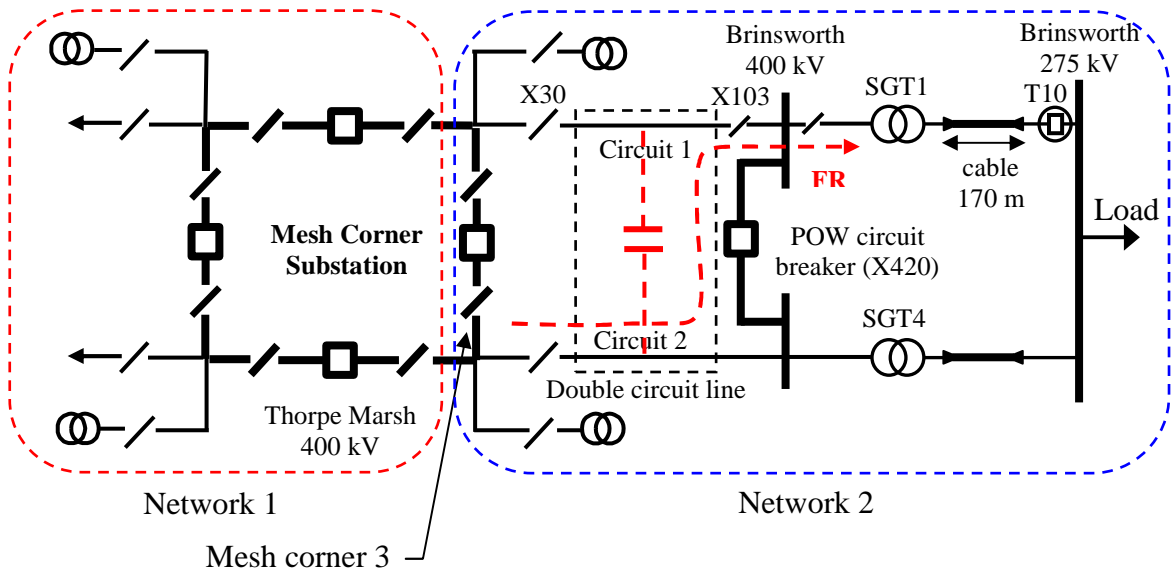 Brinsworth
400 kV
Brinsworth
275 kV
X30
X103
SGT1
T10
Circuit 1
FR
cable
170 m
Load
Mesh Corner
Substation
POW circuit
breaker (X420)
SGT4
Circuit 2
Double circuit line
Thorpe Marsh
400 kV
Network 1
Network 2
Mesh corner 3